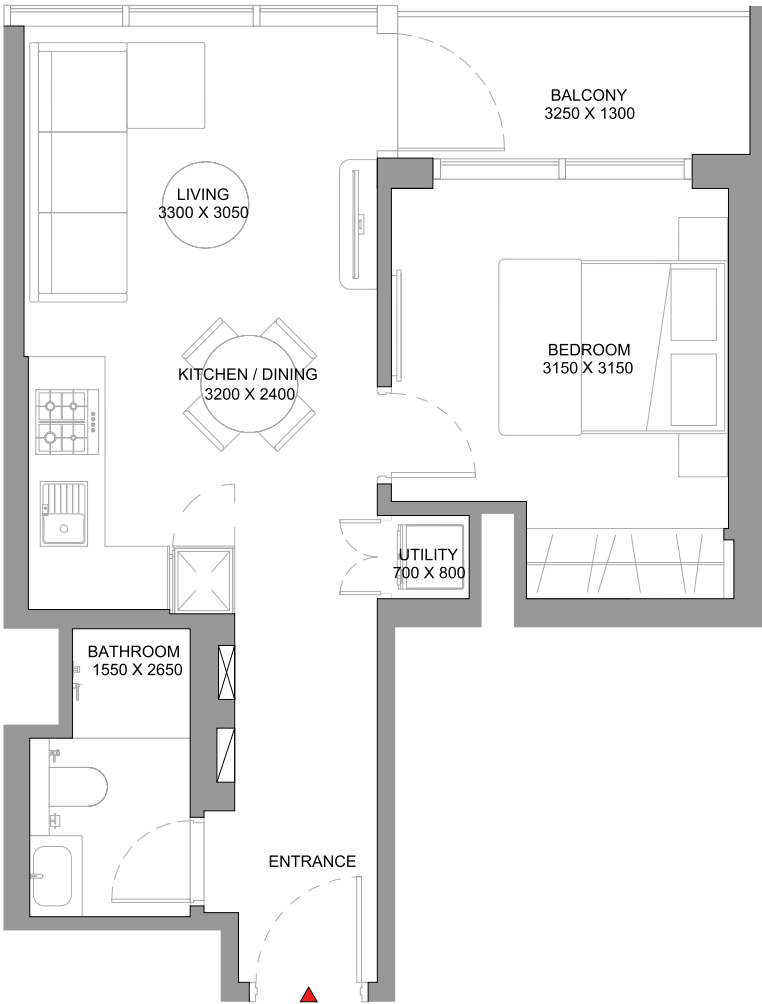 BALCONY
3250 X 1300
LIVING
3300 X 3050
BEDROOM
3150 X 3150
KITCHEN / DINING
3200 X 2400
UTILITY
700 X 800
BATHROOM
1550 X 2650
ENTRANCE